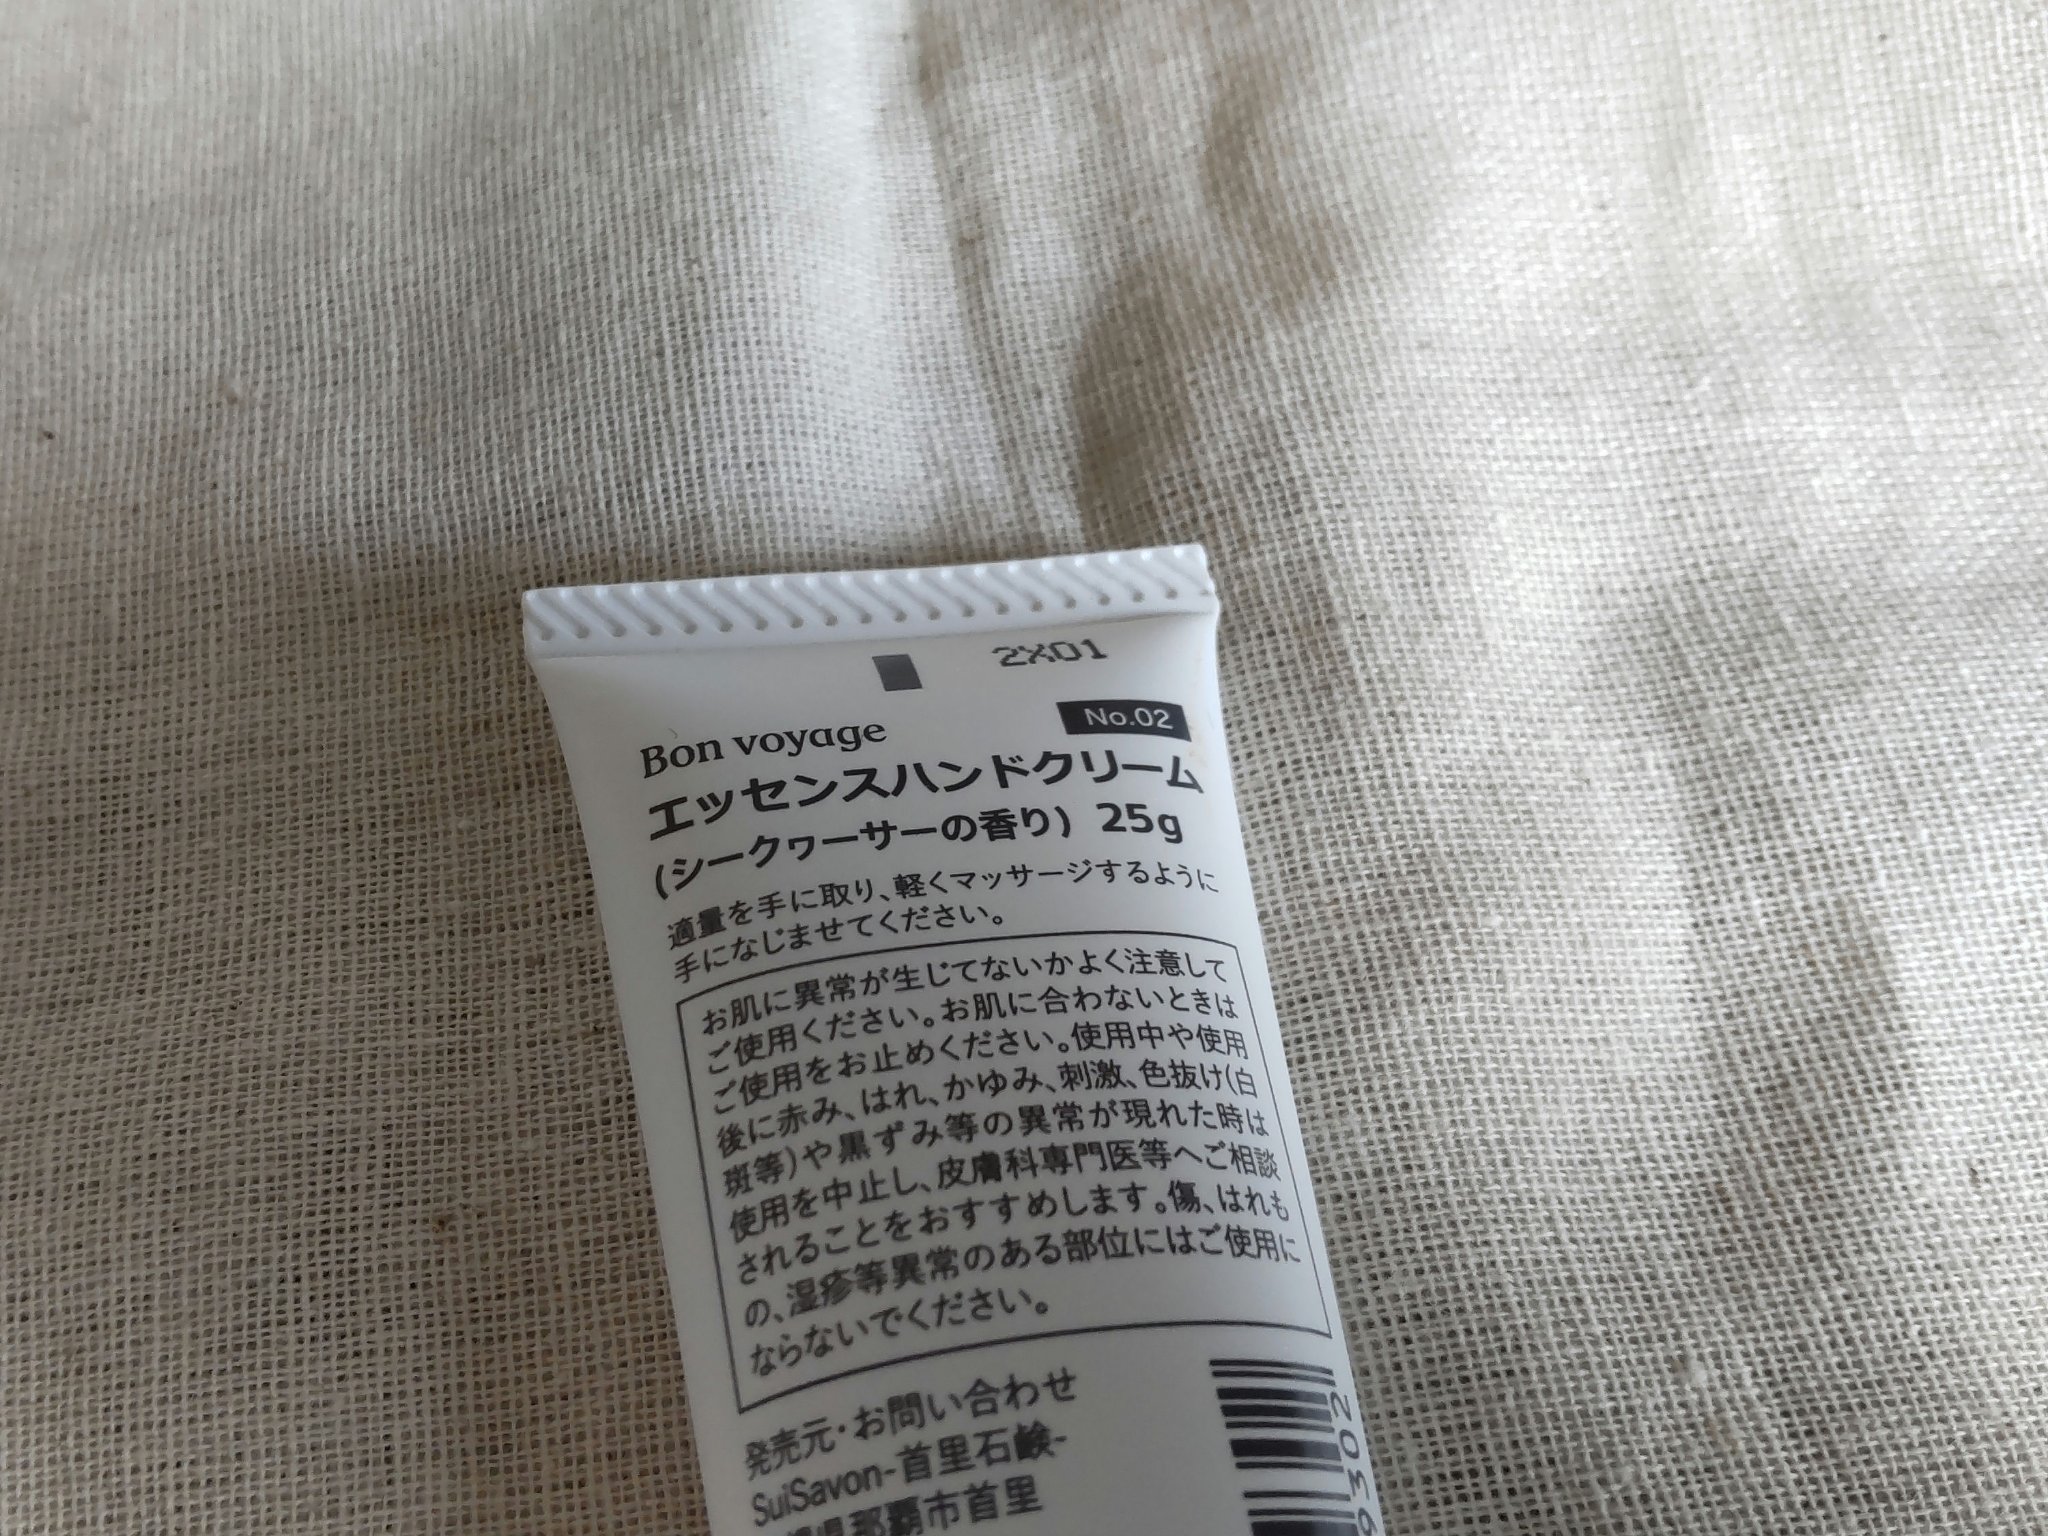 2X01
No.02
Bon voyage
エッセンスハンドクリーム
(シークヮーサーの香り) 25g
適量を手に取り、軽くマッサージするように
手になじませてください。
お肌に異常が生じてないかよく注意して
ご使用ください。お肌に合わないときは
ご使用をお止めください。使用中や使用
後に赤み、はれ、かゆみ、刺激、色抜け(白
斑等)や黒ずみ等の異常が現れた時は
使用を中止し、皮膚科専門医等へご相談
されることをおすすめします。傷、はれも
の、湿疹等異常のある部位にはご使用に
ならないでください。
発売元・お問い合わせ
SuiSavon-首里石鹸-
県那覇市首里
9302